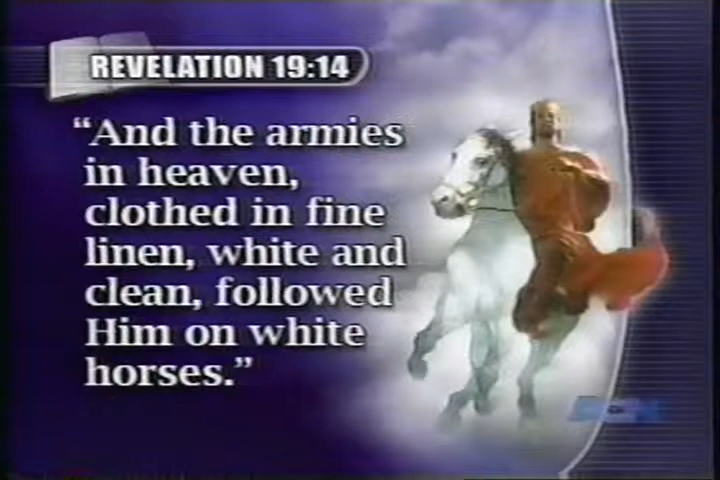 REVELATION 19:14
“And the armies
in heaven,
clothed in fine
linen, white and
clean, followed
Him on white
horses.”